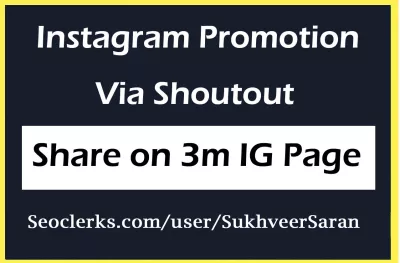 Instagram Promotion
Via Shoutout
Share on 3m IG Page
Seoclerks.com/user/SukhveerSaran